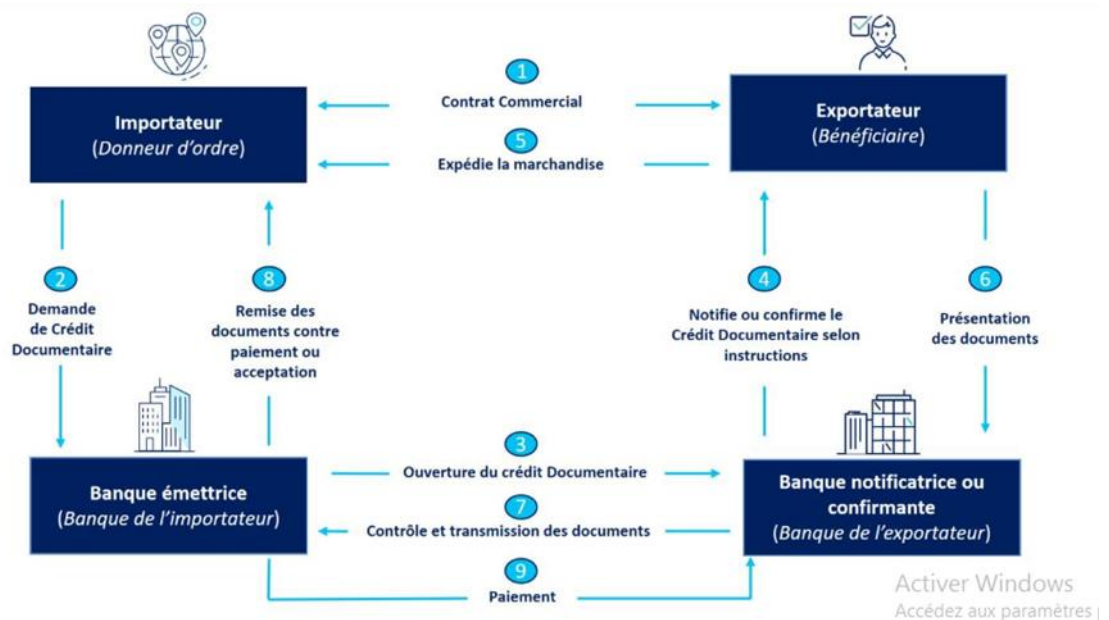 1
Contrat Commercial
Importateur
(Donneur d'ordre)
Exportateur
(Bénéficiaire)
5
Expédie la marchandise
2
Demande
de Crédit
Documentaire
8
Remise des
documents contre
paiement ou
acceptation
4
Notifie ou confirme le
Crédit Documentaire selon
instructions
6
Présentation
des documents
3
Ouverture du crédit Documentaire
Banque émettrice
(Banque de l'importateur)
Banque notificatrice ou
confirmante
(Banque de l'exportateur)
7
Contrôle et transmission des documents
9
Paiement
Activer Windows
Accédez aux paramètres p